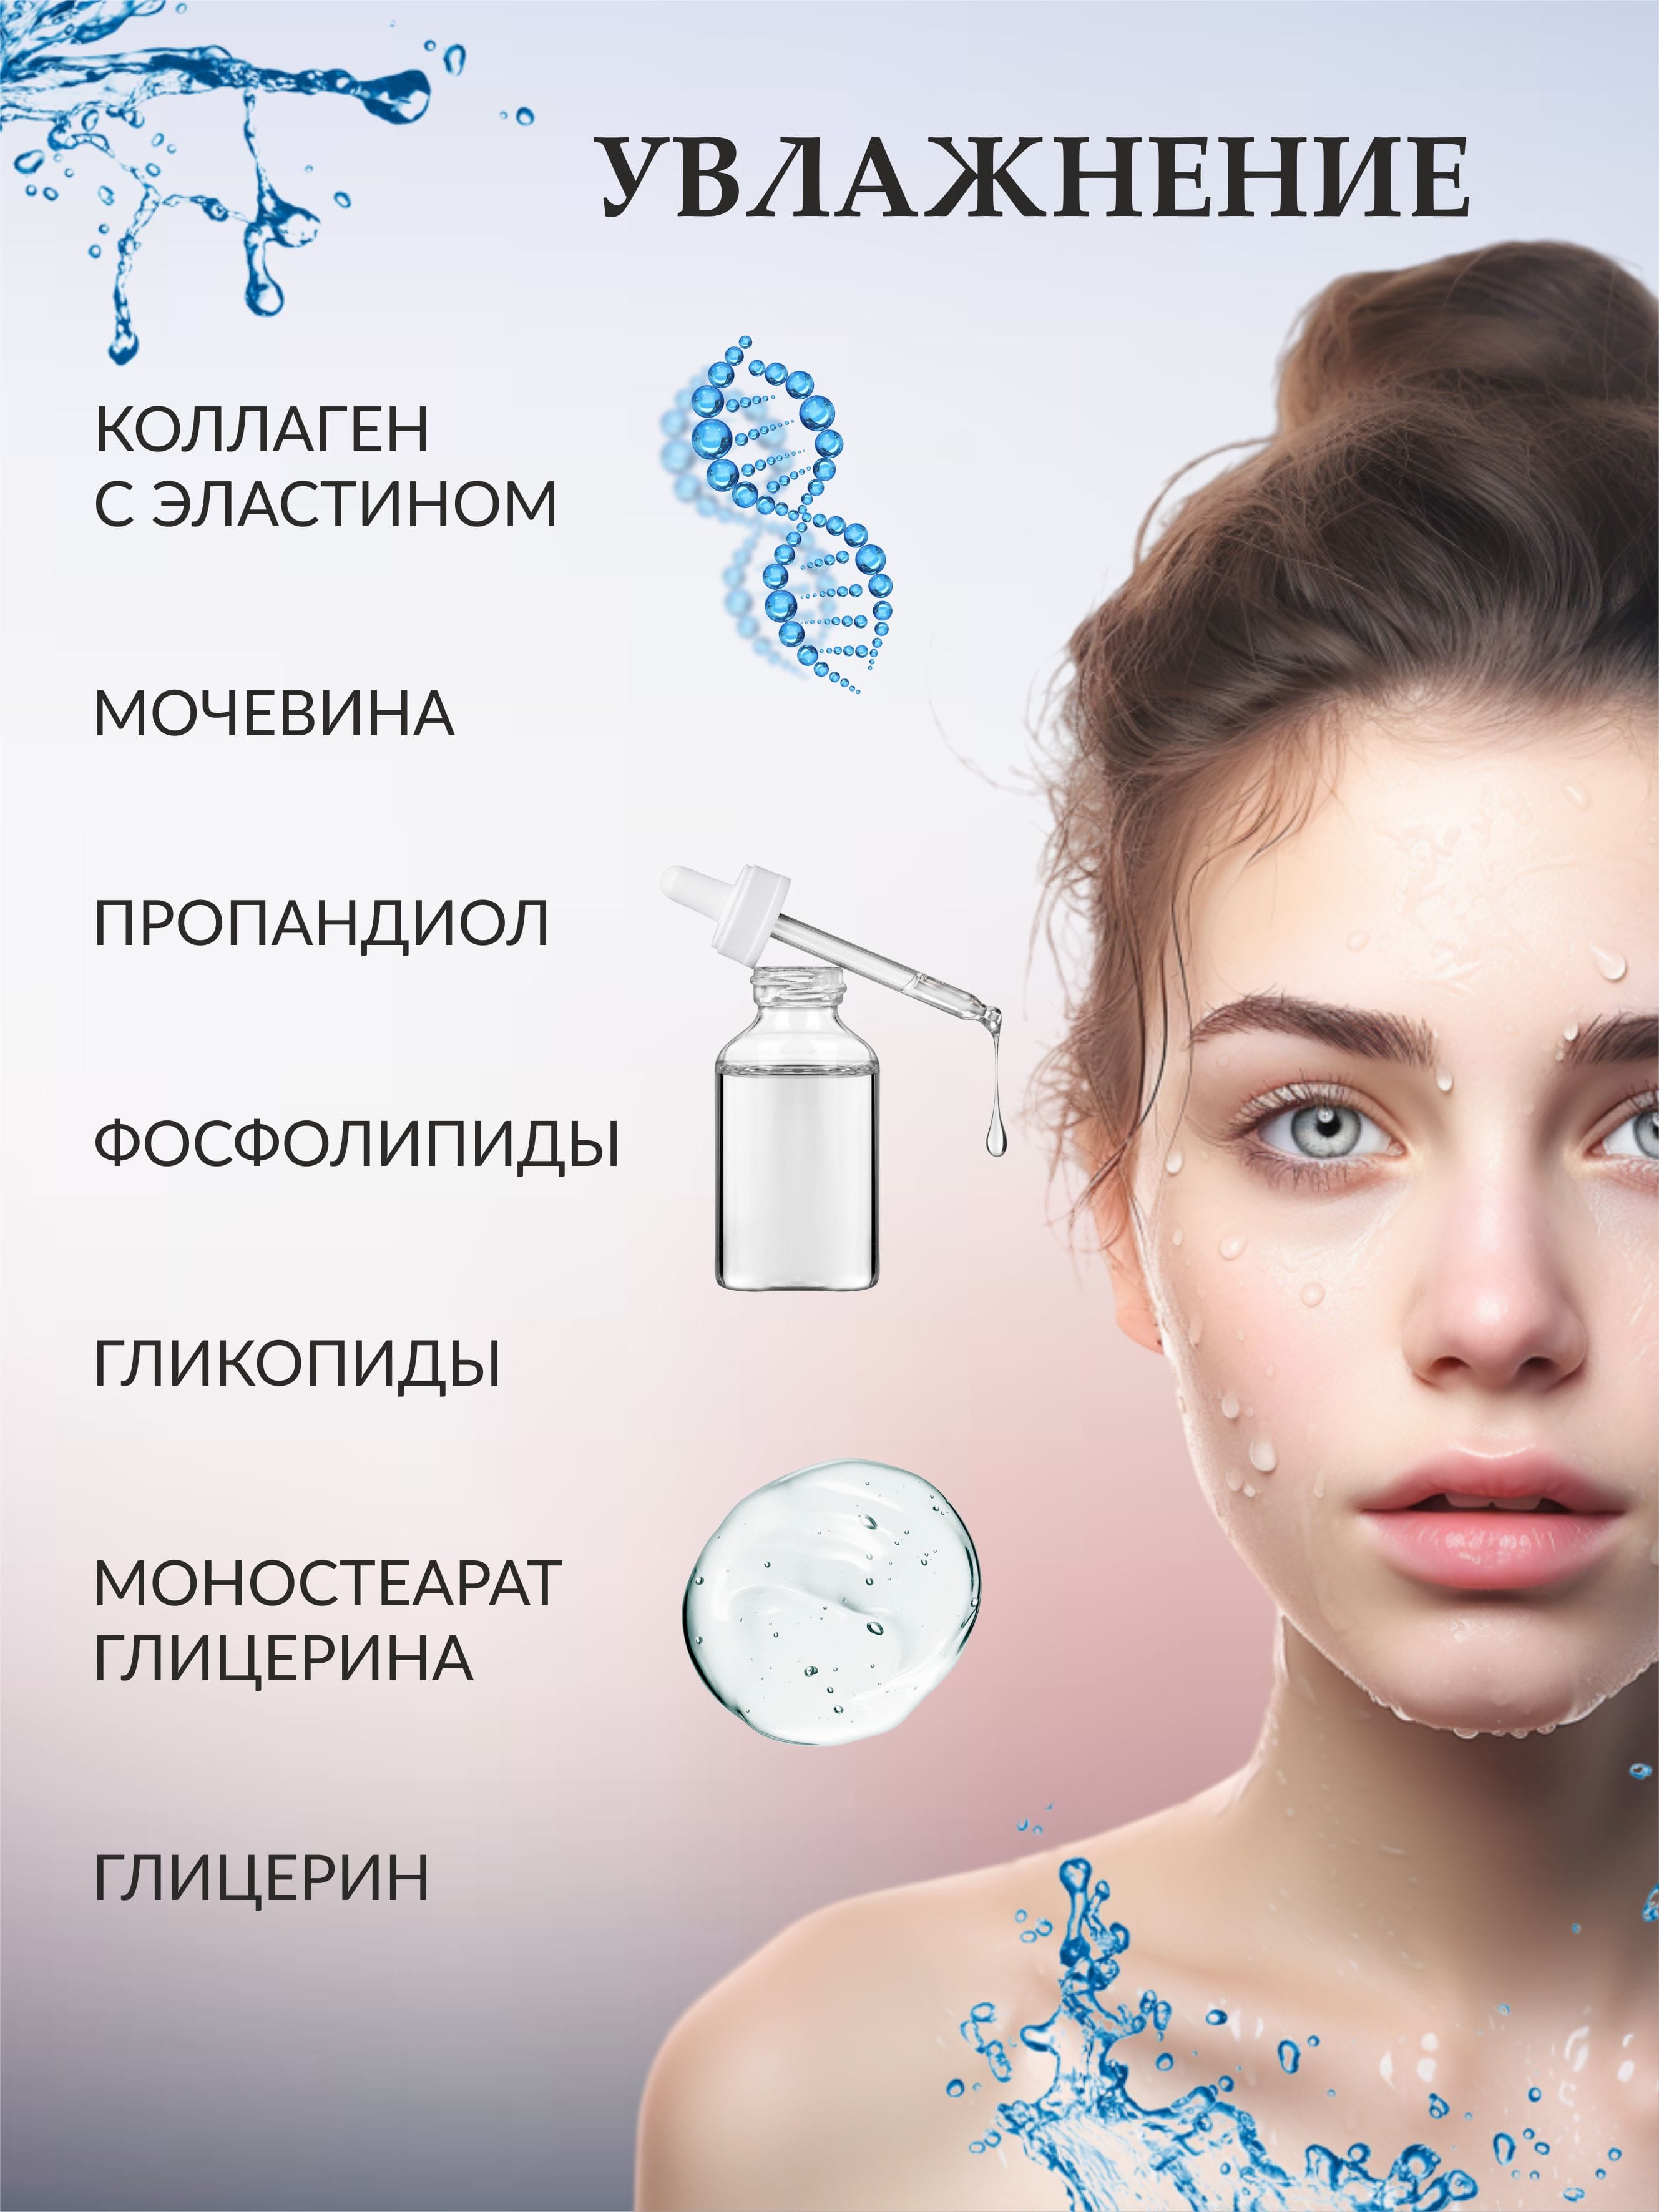 УВЛАЖНЕНИЕ
КОЛЛАГЕН
С ЭЛАСТИНОМ
МОЧЕВИНА
ПРОПАНДИОЛ
ФОСФОЛИПИДЫ
ГЛИКОПИДЫ
МОНОСТЕАРАТ
ГЛИЦЕРИНА
ГЛИЦЕРИН